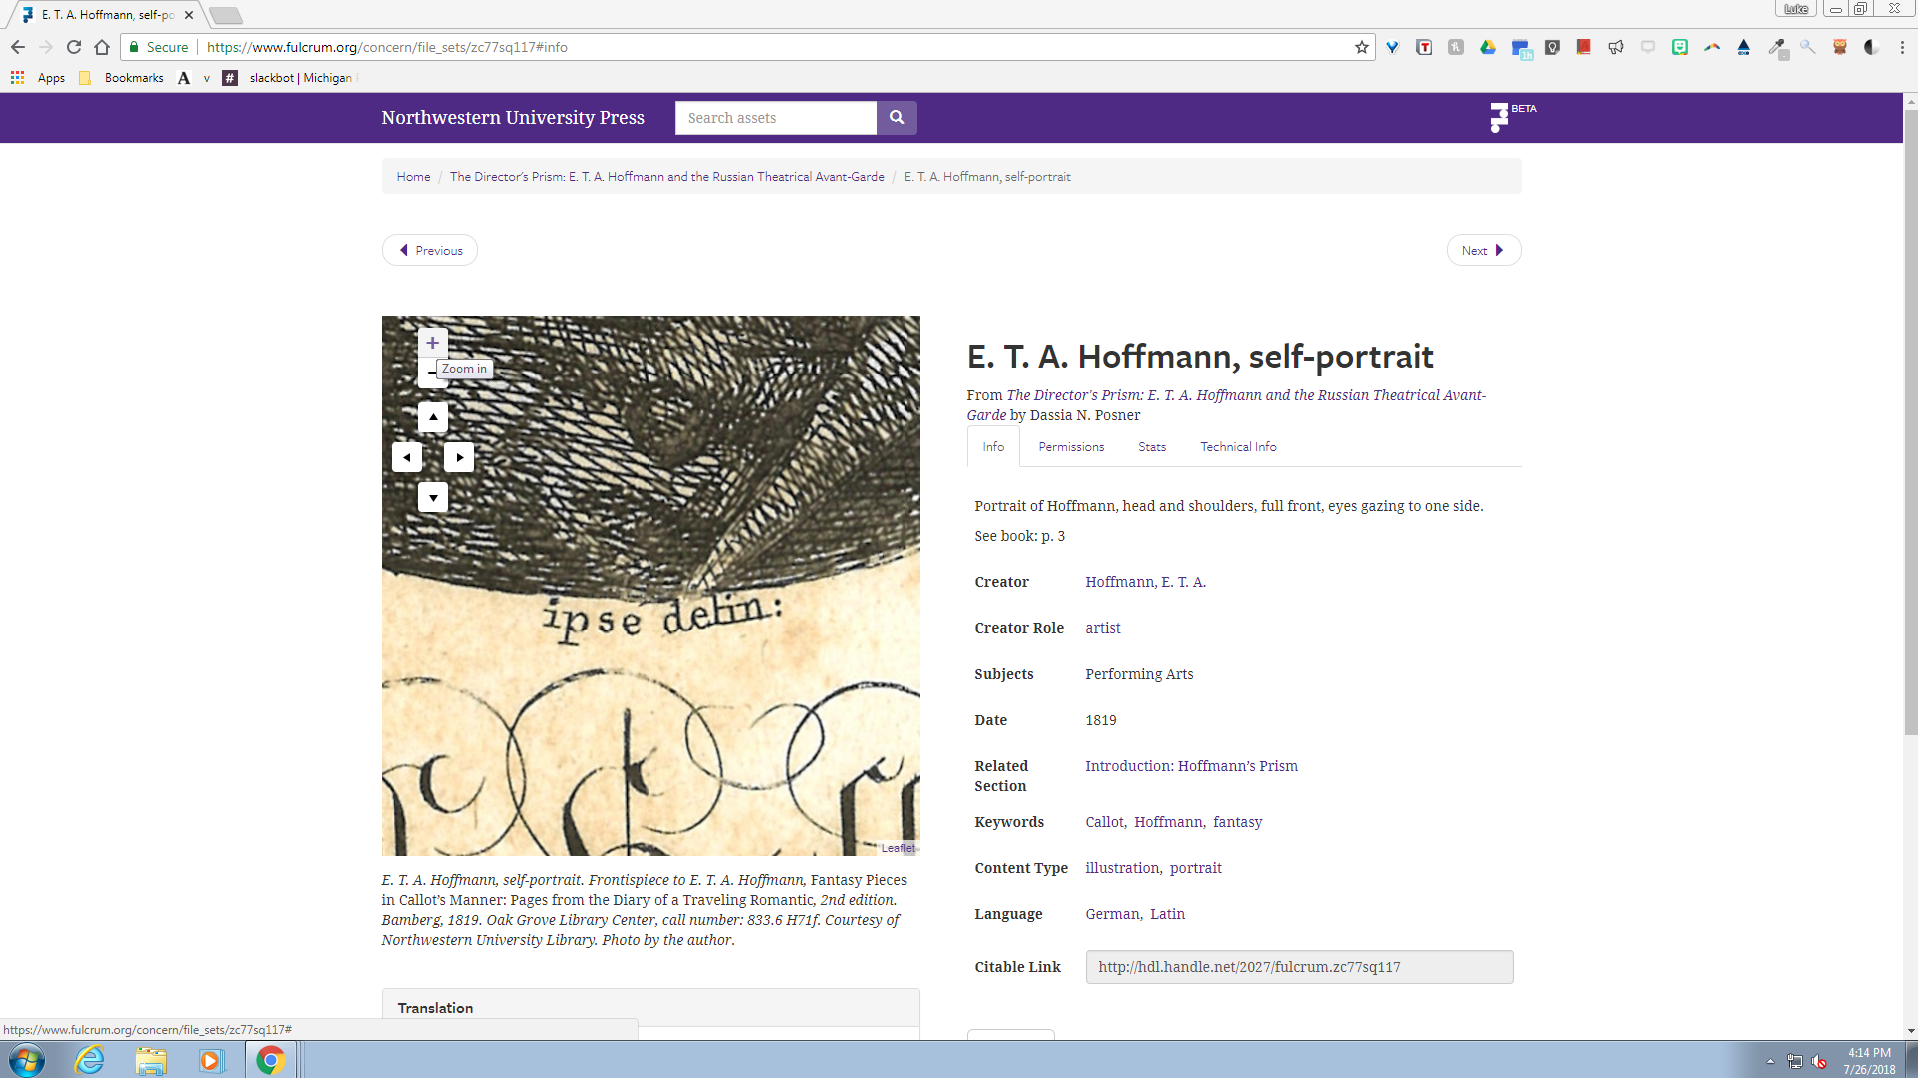 E. T. A. Hoffmann, self-po
Luke
Secure
https://www.fulcrum.org/concern/file_sets/zc77sq117#info
Apps
Bookmarks
A
v
#
slackbot | Michigan
Northwestern University Press
Search assets
BETA
Home / The Director's Prism: E. T. A. Hoffmann and the Russian Theatrical Avant-Garde / E. T. A. Hoffmann, self-portrait
Previous
Next
+
Zoom in
ipse delin:
Leaflet
E. T. A. Hoffmann, self-portrait. Frontispiece to E. T. A. Hoffmann, Fantasy Pieces
in Callot's Manner: Pages from the Diary of a Traveling Romantic, 2nd edition.
Bamberg, 1819. Oak Grove Library Center, call number: 833.6 H71f. Courtesy of
Northwestern University Library. Photo by the author.
Translation
E. T. A. Hoffmann, self-portrait
From The Director's Prism: E. T. A. Hoffmann and the Russian Theatrical Avant-
Garde by Dassia N. Posner
Info
Permissions
Stats
Technical Info
Portrait of Hoffmann, head and shoulders, full front, eyes gazing to one side.
See book: p. 3
Creator Hoffmann, E. T. A.
Creator Role artist
Subjects Performing Arts
Date 1819
Related Introduction: Hoffmann's Prism
Section
Keywords Callot, Hoffmann, fantasy
Content Type illustration, portrait
Language German, Latin
Citable Link http://hdl.handle.net/2027/fulcrum.zc77sq117
https://www.fulcrum.org/concern/file_sets/zc77sq117#
4:14 PM
7/26/2018